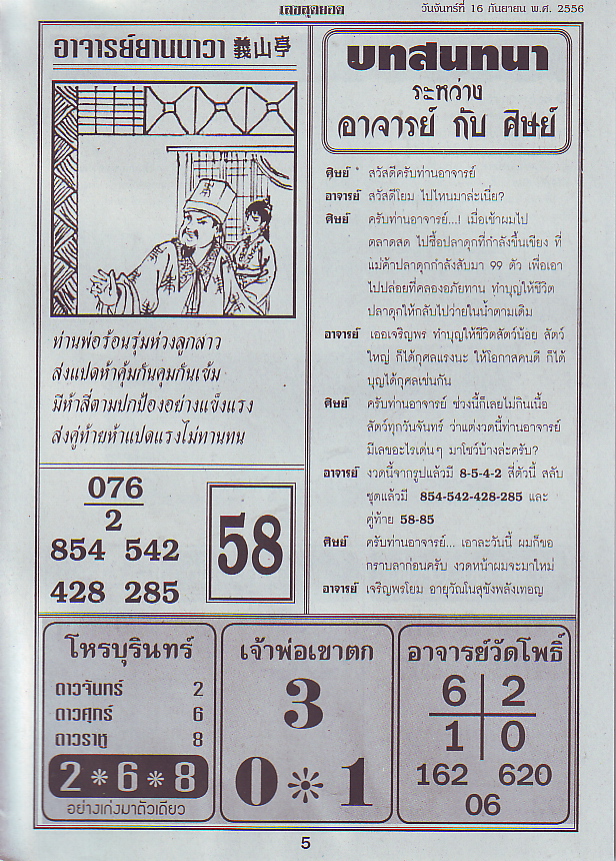 เลขสุดยอด
วันจันทร์ที่ 16 กันยายน พ.ศ. 2556
อาจารย์ยานนาวา 義山亭
ท่านพ่อร้อนรุ่มห่วงลูกลาว
ส่งแปดห้าคุ้มกันคุมกันเข้ม
มีห้าสี่ตามปกป้องอย่างแข็งแรง
ส่งคู่ท้ายห้าแปดแรงไม่ทานทน
076
2
854 542
428 285
58
บทสนทนา
ระหว่าง
อาจารย์ กับ ศิษย์
ศิษย์ สวัสดีครับท่านอาจารย์
อาจารย์ สวัสดีโยม ไปไหนมาล่ะเนี่ย?
ศิษย์ ครับท่านอาจารย์...! เมื่อเช้าผมไป
ตลาดสด ไปซื้อปลาดุกที่กำลังขึ้นเขียง ที่
แม่ค้าปลาดุกกำลังสับมา 99 ตัว เพื่อเอา
ไปปล่อยที่คลองอภัยทาน ทำบุญให้ชีวิต
ปลาดุกให้กลับไปว่ายในน้ำตามเดิม
อาจารย์ เออเจริญพร ทำบุญให้ชีวิตสัตว์น้อย สัตว์
ใหญ่ ก็ได้กุศลแรงนะ ให้โอกาสคนดี ก็ได้
บุญได้กุศลเช่นกัน
ศิษย์ ครับท่านอาจารย์ ช่วงนี้ก็เลยไม่กินเนื้อ
สัตว์ทุกวันจันทร์ ว่าแต่งวดนี้ท่านอาจารย์
มีเลขอะไรเด่นๆ มาโชว์บ้างล่ะครับ?
อาจารย์ งวดนี้จากรูปแล้วมี 8-5-4-2 สี่ตัวนี้ สลับ
ชุดแล้วมี 854-542-428-285 และ
คู่ท้าย 58-85
ศิษย์ ครับท่านอาจารย์... เอาละวันนี้ ผมก็ขอ
กราบลาก่อนครับ งวดหน้าผมจะมาใหม่
อาจารย์ เจริญพรโยม อายุวัณโนสุขังพลังเทอญ
โหรบุรินทร์
ดาวจันทร์ 2
ดาวศุกร์ 6
ดาวราหู 8
2*6*8
อย่างเก่งมาตัวเดียว
เจ้าพ่อเขาตก
3
0 * 1
อาจารย์วัดโพธิ์
6 2
1 0
162 620
06
5